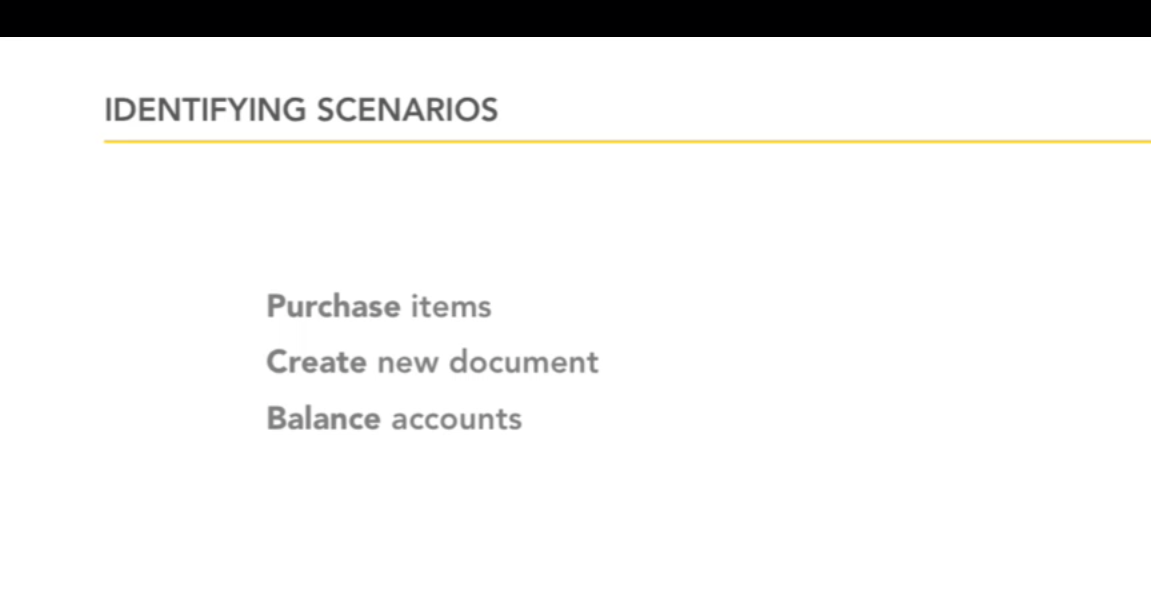 IDENTIFYING SCENARIOS
Purchase items
Create new document
Balance accounts